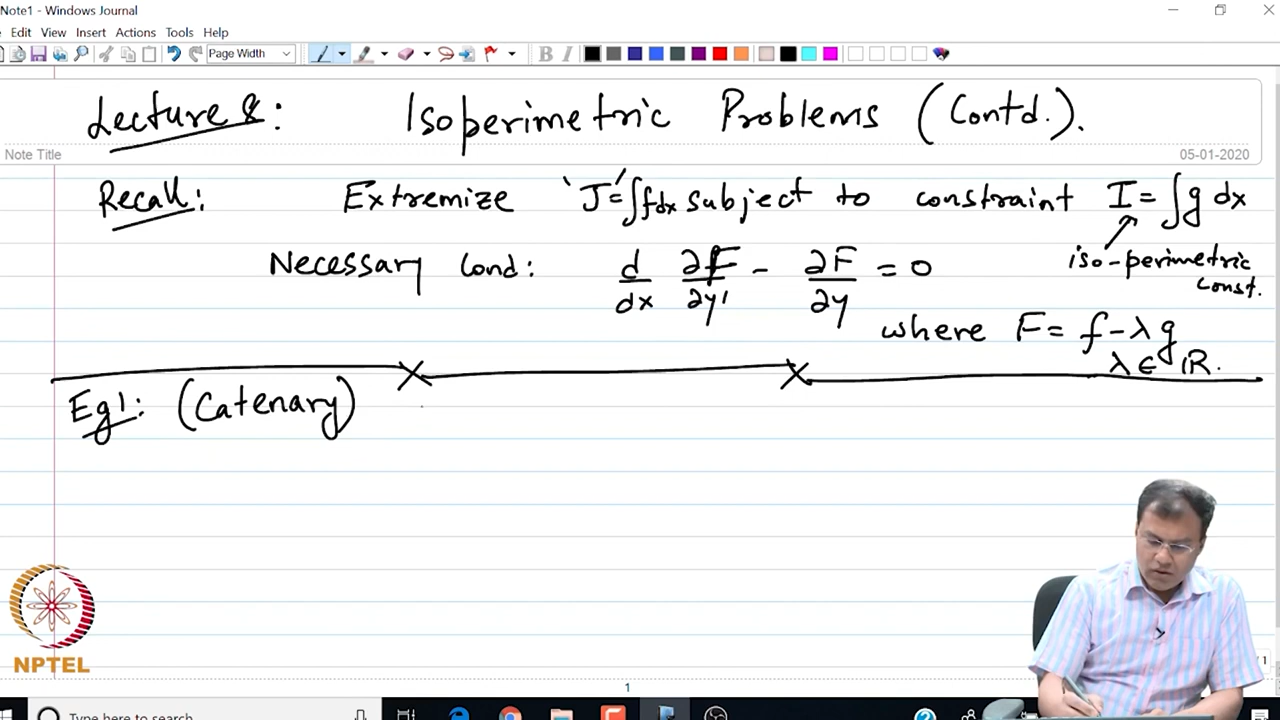 Note1 - Windows Journal
Edit View Insert Actions Tools Help
Page Width
B I
Lecture 8: Isoperimetric Problems (Contd.).
Note Title
05-01-2020
Recall: Extremize 'J'=∫fdx subject to constraint I = ∫g dx
iso-perimetric const.
Necessary Cond: d/dx ∂F/∂y' - ∂F/∂y = 0
where F = f-λg
λ ∈ ℝ.
Eg1: (Catenary)
NPTEL
1
Type here to search